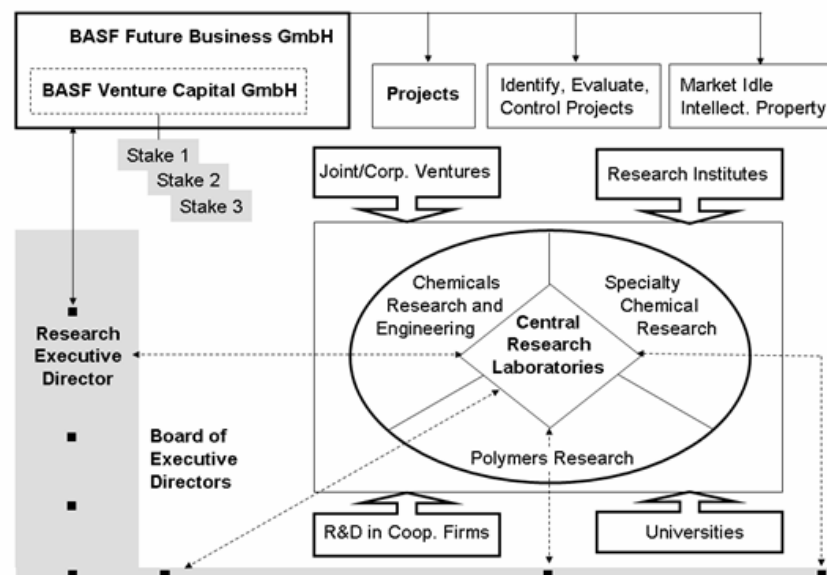 BASF Future Business GmbH
BASF Venture Capital GmbH
Projects
Identify, Evaluate,
Control Projects
Market Idle
Intellect. Property
Stake 1
Stake 2
Stake 3
Joint/Corp. Ventures
Research Institutes
Chemicals
Research and
Engineering
Specialty
Chemical
Research
Central
Research
Laboratories
Research
Executive
Director
Board of
Executive
Directors
Polymers Research
R&D in Coop. Firms
Universities